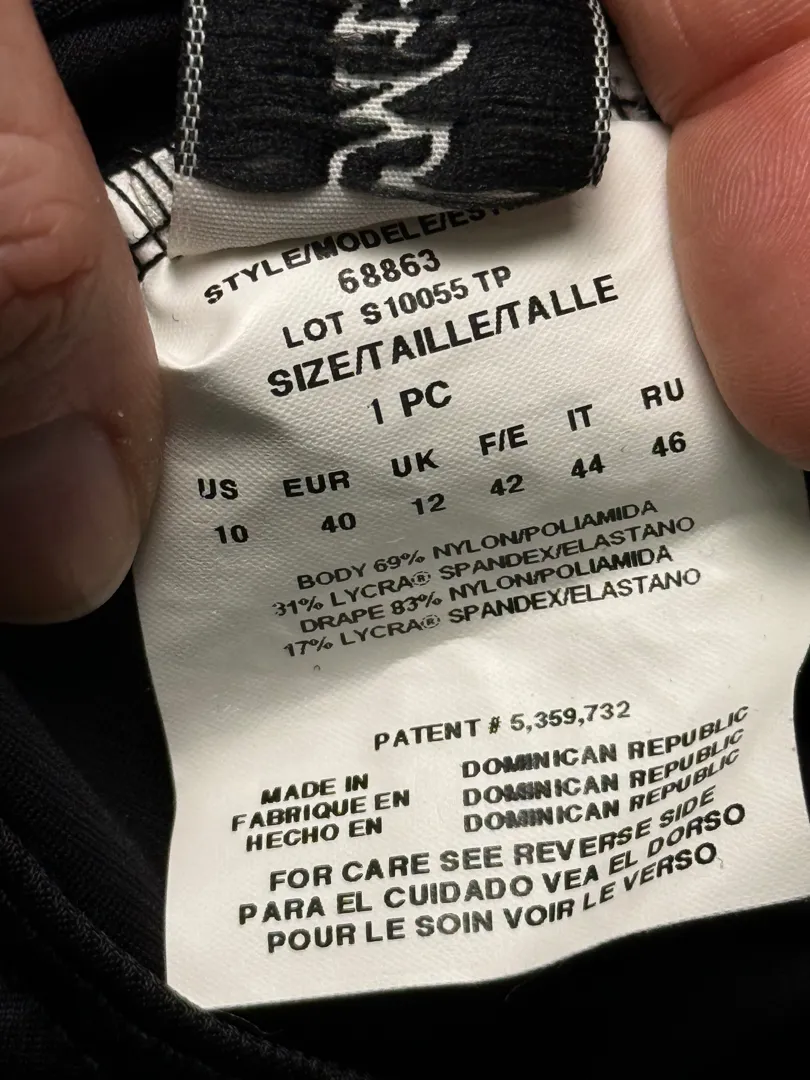 STYLE/MODELE/
68863
LOT S10055 TP
SIZE/TAILLE/TALLE
1 PC
US EUR UK F/E IT RU
10 40 12 42 44 46
BODY 69% NYLON/POLIAMIDA
31% LYCRA® SPANDEX/ELASTANO
DRAPE 83% NYLON/POLIAMIDA
17% LYCRA® SPANDEX/ELASTANO
PATENT # 5,359,732
MADE IN DOMINICAN REPUBLIC
FABRIQUE EN DOMINICAN REPUBLIC
HECHO EN DOMINICAN REPUBLIC
FOR CARE SEE REVERSE SIDE
PARA EL CUIDADO VEA EL DORSO
POUR LE SOIN VOIR LE VERSO